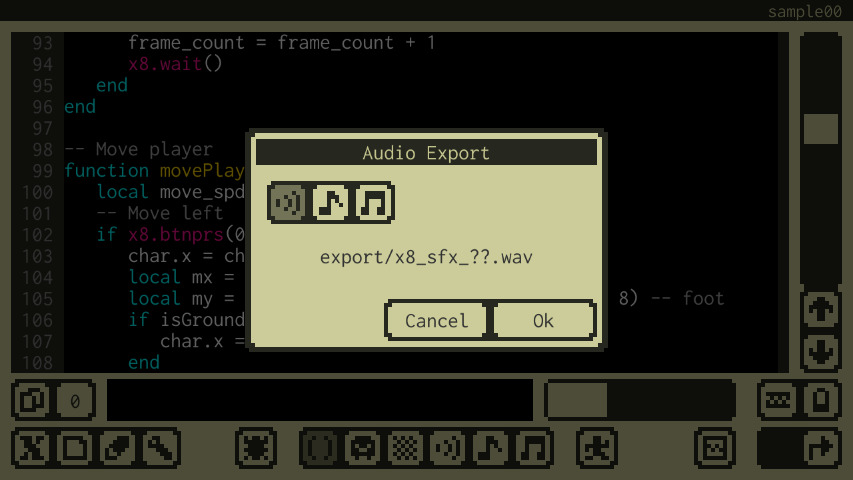 sample00
93 frame_count = frame_count + 1
94 x8.wait()
95 end
96 end
97
98 -- Move player
99 function movePlay
100 local move_spd
101 -- Move left
102 if x8.btnprs(0
103 char.x = ch
104 local mx =
105 local my = 8) -- foot
106 if isGround
107 char.x =
108 end
Audio Export
export/x8_sfx_??.wav
Cancel Ok
0